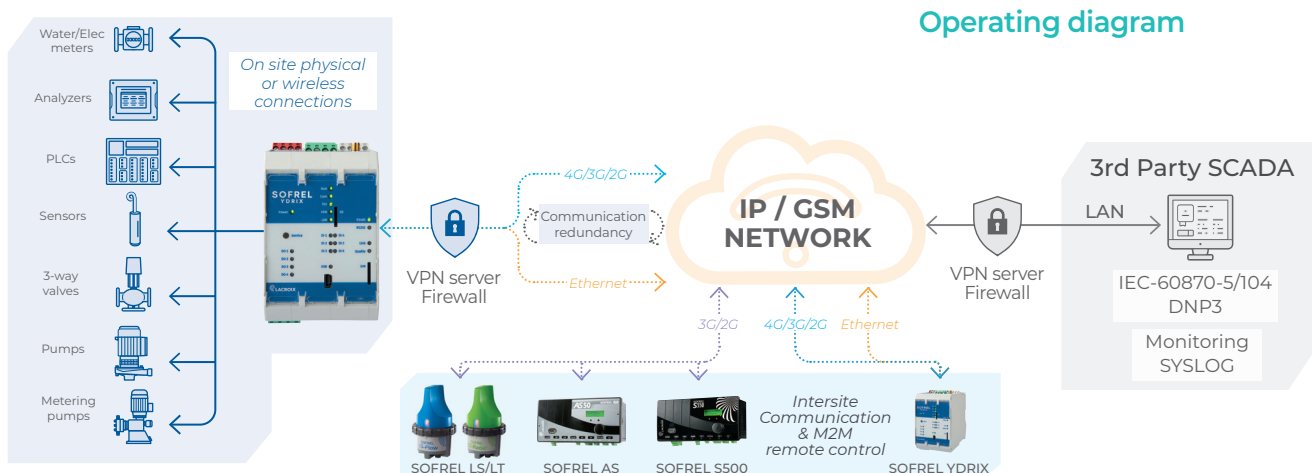 Operating diagram
Water/Elec
meters
Analyzers
PLCs
Sensors
3-way
valves
Pumps
Metering
pumps
On site physical
or wireless
connections
SOFREL
YDRIX
LACROIX
VPN server
Firewall
4G/3G/2G
Communication
redundancy
Ethernet
IP / GSM
NETWORK
VPN server
Firewall
3rd Party SCADA
LAN
IEC-60870-5/104
DNP3
Monitoring
SYSLOG
3G/2G
4G/3G/2G
Ethernet
Intersite
Communication
& M2M
remote control
SOFREL LS/LT
SOFREL AS
SOFREL S500
SOFREL YDRIX